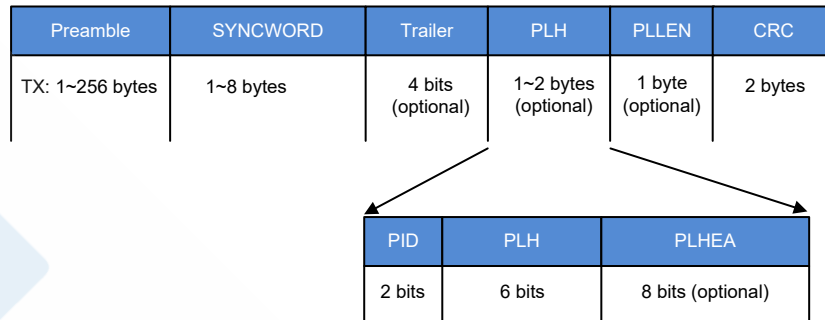 Preamble SYNCWORD Trailer PLH PLLEN CRC
TX: 1~256 bytes 1~8 bytes 4 bits 1~2 bytes 1 byte 2 bytes
(optional) (optional) (optional)
PID PLH PLHEA
2 bits 6 bits 8 bits (optional)